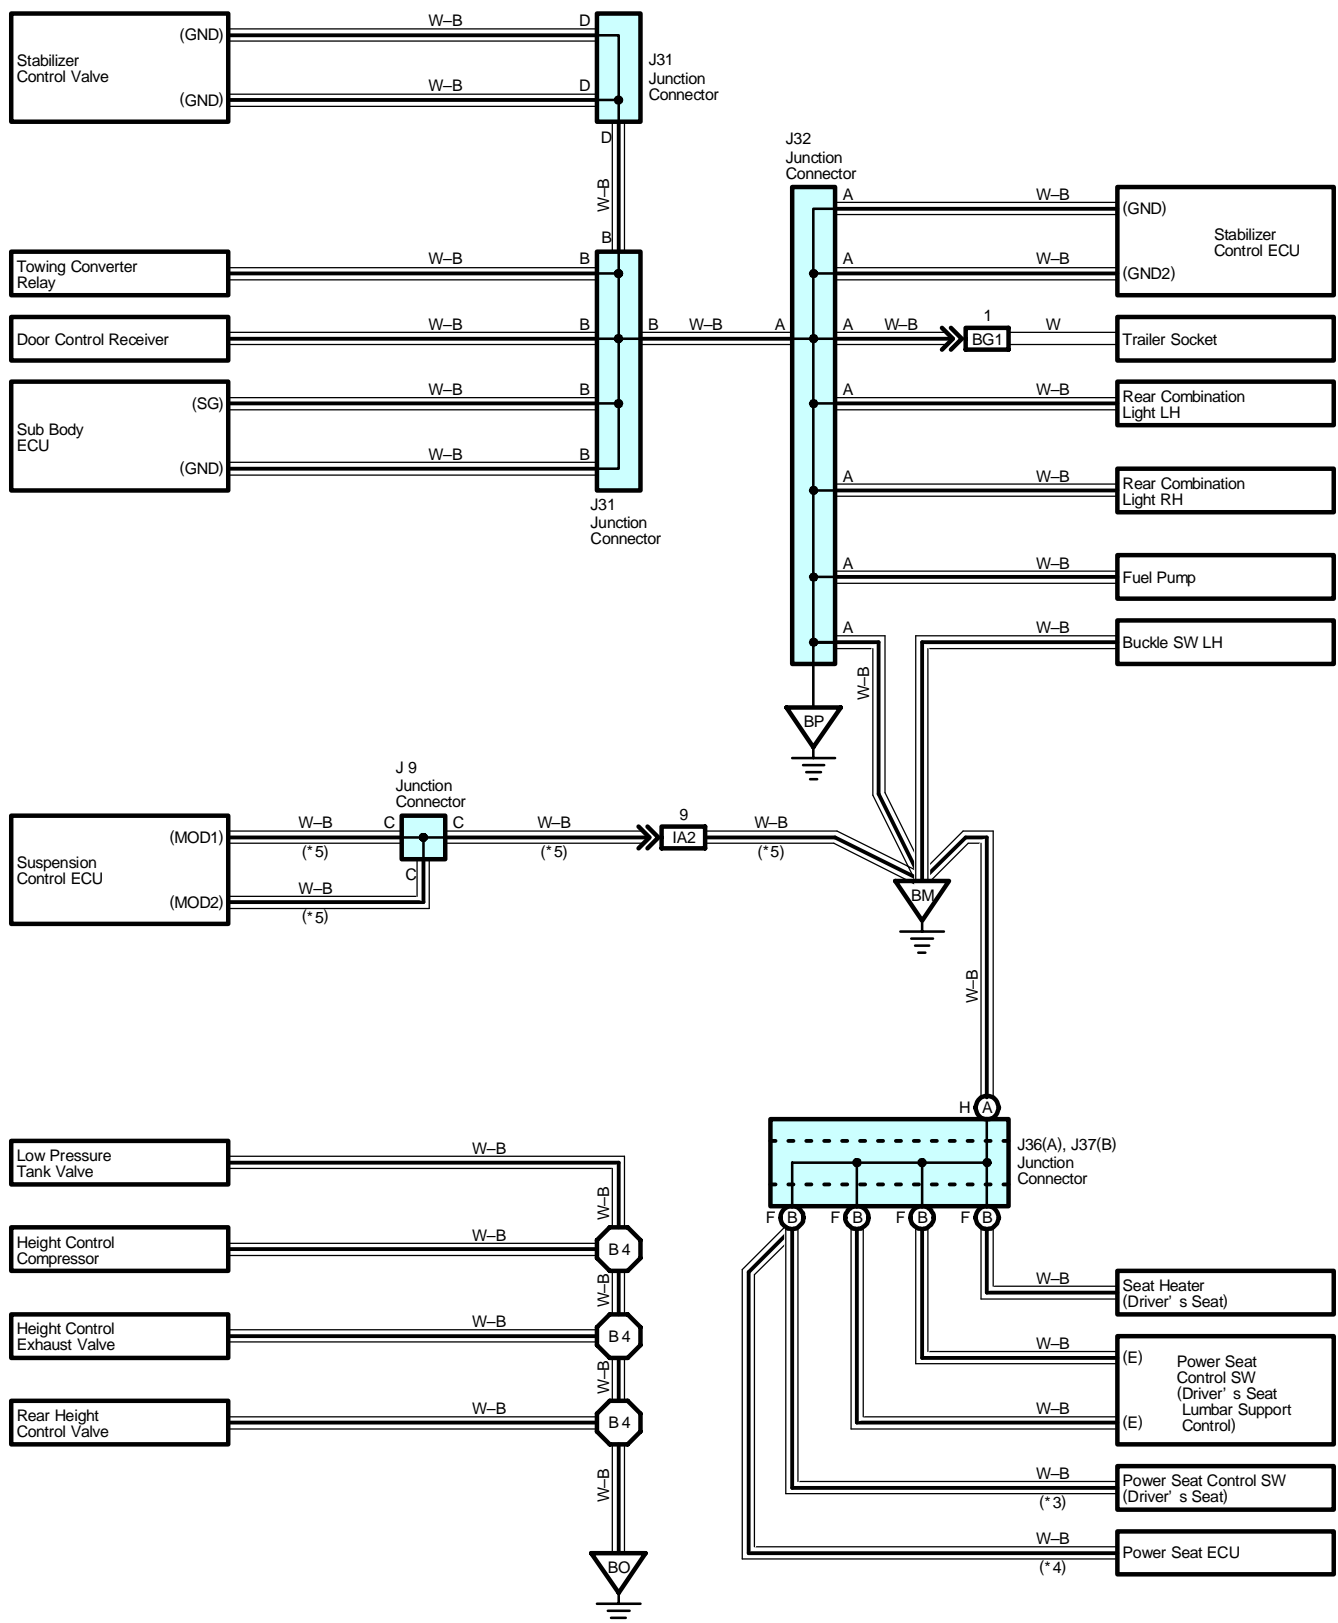 W–B
D
(GND)
Stabilizer
Control Valve
W–B
D
(GND)
J31
Junction
Connector
D
W–B
B
J32
Junction
Connector
A
W–B
(GND)
Stabilizer
Control ECU
A
W–B
(GND2)
Towing Converter
Relay
W–B
B
Door Control Receiver
W–B
B
B
W–B
A
A
W–B
1
BG1
W
Trailer Socket
(SG)
W–B
B
Sub Body
ECU
(GND)
W–B
B
J31
Junction
Connector
A
W–B
Rear Combination
Light LH
A
W–B
Rear Combination
Light RH
A
W–B
Fuel Pump
A
W–B
W–B
Buckle SW LH
BP
J 9
Junction
Connector
(MOD1)
W–B
(*5)
C
C
W–B
(*5)
9
IA2
W–B
(*5)
Suspension
Control ECU
C
(MOD2)
W–B
(*5)
BM
W–B
H
A
J36(A), J37(B)
Junction
Connector
F
B
F
B
F
B
F
B
Low Pressure
Tank Valve
W–B
W–B
Height Control
Compressor
W–B
B 4
W–B
Height Control
Exhaust Valve
W–B
B 4
W–B
Rear Height
Control Valve
W–B
B 4
W–B
BO
W–B
Seat Heater
(Driver's Seat)
W–B
(E)
Power Seat
Control SW
(Driver's Seat
Lumbar Support
Control)
W–B
(E)
W–B
(*3)
Power Seat Control SW
(Driver's Seat)
W–B
(*4)
Power Seat ECU